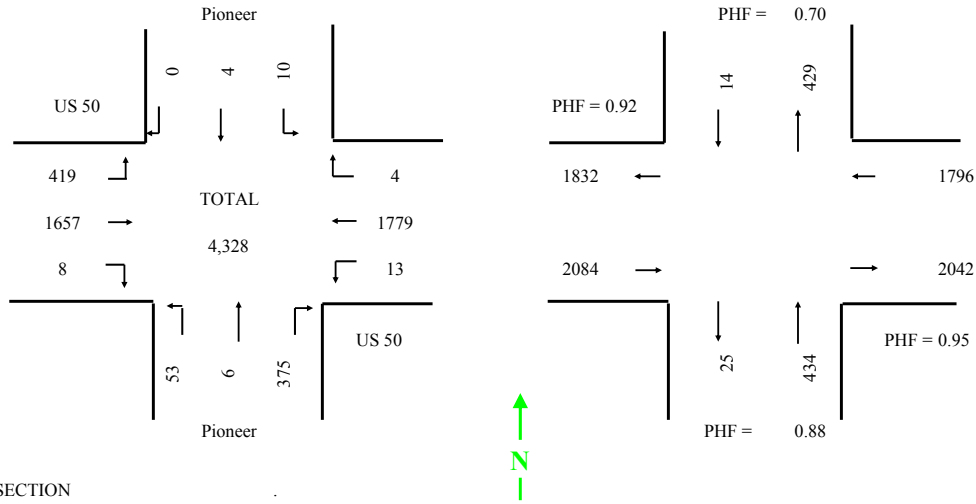 Pioneer
PHF = 0.70
0 4 10
14 429
US 50
PHF = 0.92
419 4
1832 1796
TOTAL
1657 1779
4,328
8 13
2084 2042
US 50
PHF = 0.95
53 6 375
25 434
Pioneer
PHF = 0.88
N
SECTION .